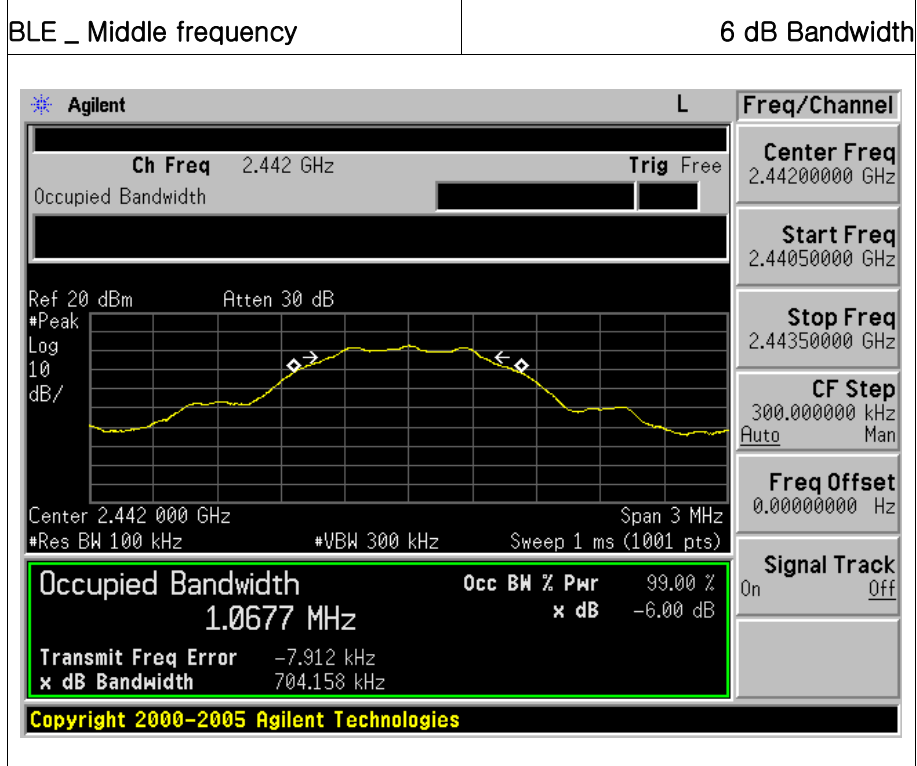 BLE _ Middle frequency 6 dB Bandwidth
Agilent L Freq/Channel
Ch Freq 2.442 GHz Trig Free
Occupied Bandwidth
Center Freq
2.44200000 GHz
Start Freq
2.44050000 GHz
Stop Freq
2.44350000 GHz
CF Step
300.000000 kHz
Auto Man
Freq Offset
0.00000000 Hz
Signal Track
On Off
Ref 20 dBm Atten 30 dB
#Peak
Log
10
dB/
Center 2.442 000 GHz Span 3 MHz
#Res BW 100 kHz #VBW 300 kHz Sweep 1 ms (1001 pts)
Occupied Bandwidth Occ BW % Pwr 99.00 %
1.0677 MHz x dB -6.00 dB
Transmit Freq Error -7.912 kHz
x dB Bandwidth 704.158 kHz
Copyright 2000-2005 Agilent Technologies